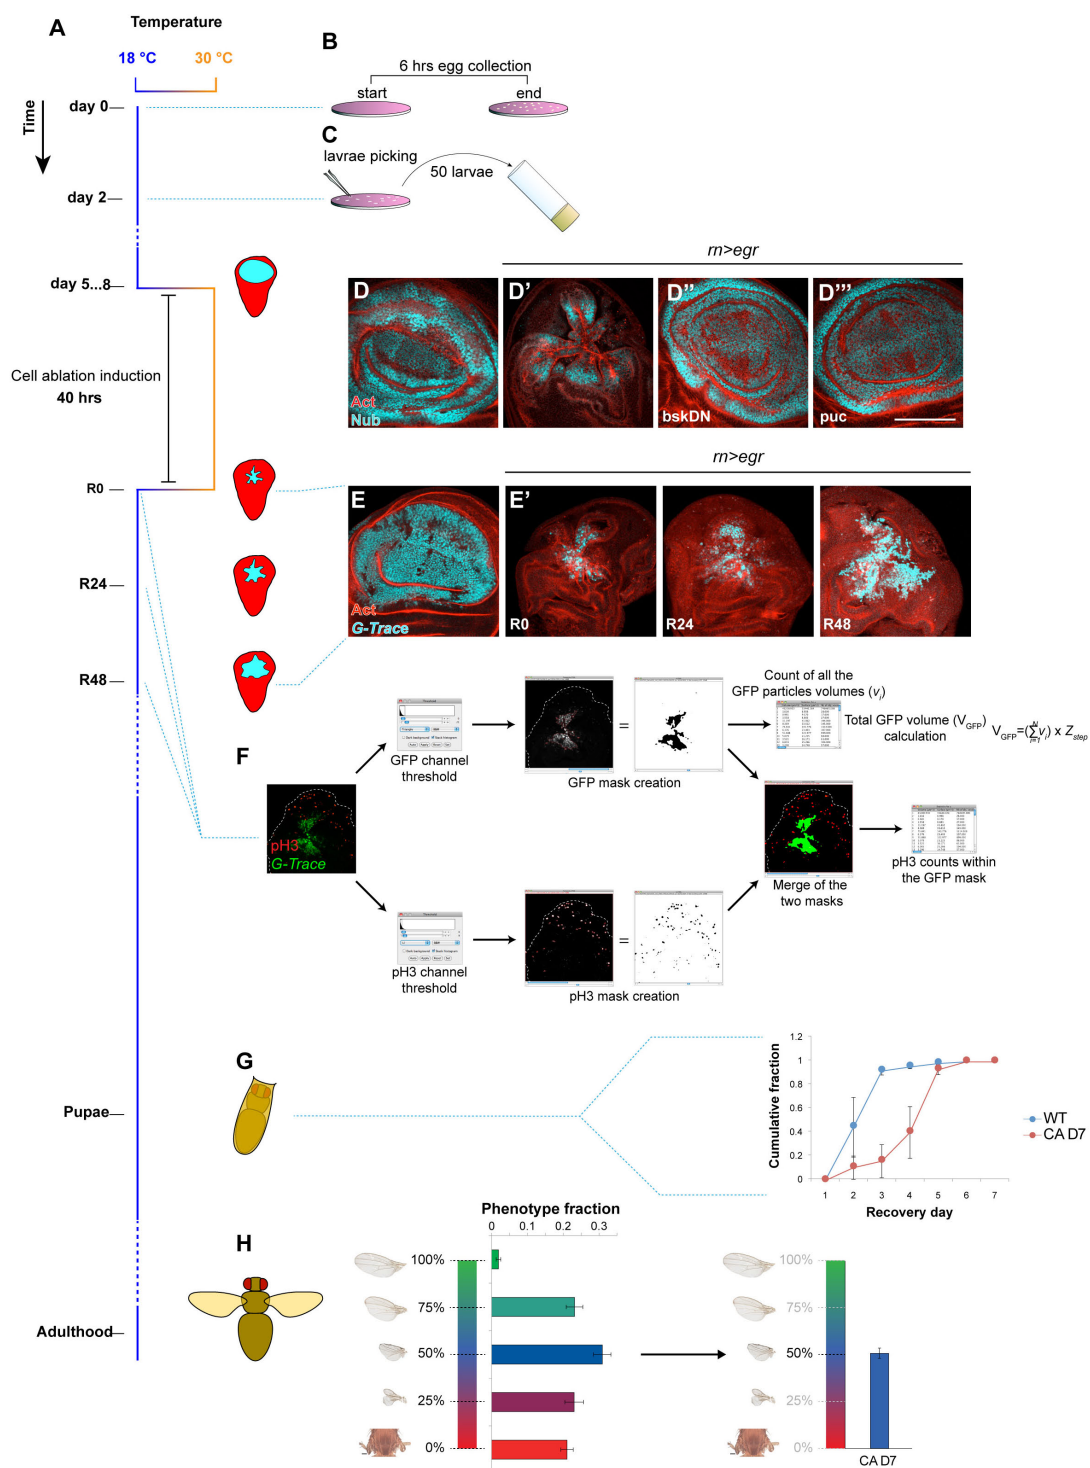 A
Temperature
18 °C
30 °C
Time
day 0
day 2
day 5...8
Cell ablation induction
40 hrs
R0
R24
R48
Pupae
Adulthood
B
6 hrs egg collection
start
end
C
lavrae picking
50 larvae
rn>egr
D
D'
D''
D'''
Act
Nub
bskDN
puc
rn>egr
E
E'
Act
G-Trace
R0
R24
R48
F
pH3
G-Trace
GFP channel
threshold
GFP mask creation
=
Count of all the
GFP particles volumes (vi)
Total GFP volume (VGFP)
calculation
VGFP=(∑vi) x Zstep
N
i=1
pH3 channel
threshold
pH3 mask creation
=
Merge of the
two masks
pH3 counts within
the GFP mask
G
Cumulative fraction
1.2
1
0.8
0.6
0.4
0.2
0
1 2 3 4 5 6 7
Recovery day
WT
CA D7
H
Phenotype fraction
0 0.1 0.2 0.3
100%
75%
50%
25%
0%
100%
75%
50%
25%
0%
CA D7